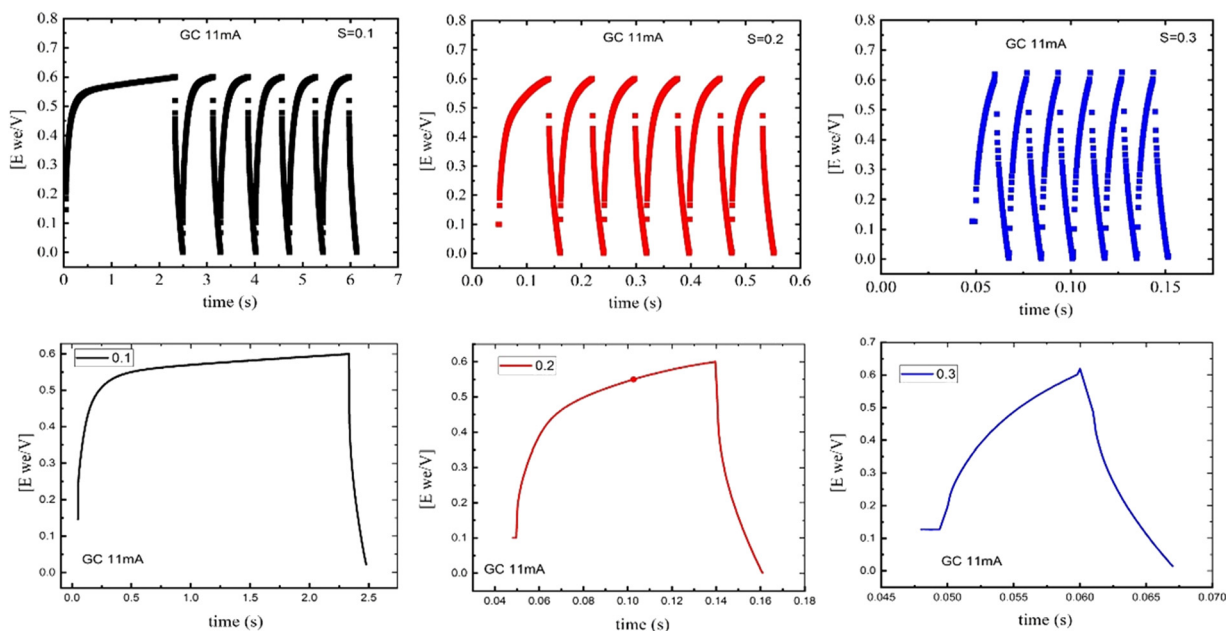 GC 11mA S=0.1
[E we/V]
0.8
0.7
0.6
0.5
0.4
0.3
0.2
0.1
0.0
0 1 2 3 4 5 6 7
time (s)
GC 11mA S=0.2
[E we/V]
0.8
0.7
0.6
0.5
0.4
0.3
0.2
0.1
0.0
0.0 0.1 0.2 0.3 0.4 0.5 0.6
time (s)
GC 11mA S=0.3
[E we/V]
0.8
0.7
0.6
0.5
0.4
0.3
0.2
0.1
0.0
0.00 0.05 0.10 0.15
time (s)
0.1
[E we/V]
0.6
0.5
0.4
0.3
0.2
0.1
0.0
GC 11mA
0.0 0.5 1.0 1.5 2.0 2.5
time (s)
0.2
[E we/V]
0.6
0.5
0.4
0.3
0.2
0.1
0.0
GC 11mA
0.04 0.06 0.08 0.10 0.12 0.14 0.16 0.18
time (s)
0.3
[E we/V]
0.7
0.6
0.5
0.4
0.3
0.2
0.1
0.0
GC 11mA
0.045 0.050 0.055 0.060 0.065 0.070
time (s)